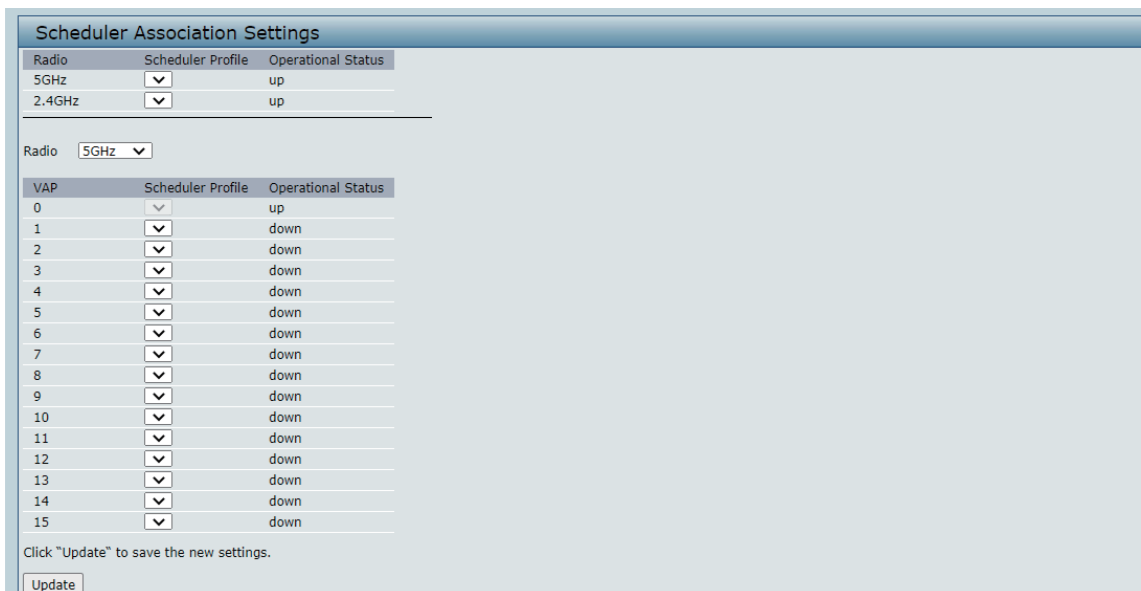 Scheduler Association Settings
Radio Scheduler Profile Operational Status
5GHz up
2.4GHz up
Radio 5GHz
VAP Scheduler Profile Operational Status
0 up
1 down
2 down
3 down
4 down
5 down
6 down
7 down
8 down
9 down
10 down
11 down
12 down
13 down
14 down
15 down
Click "Update" to save the new settings.
Update